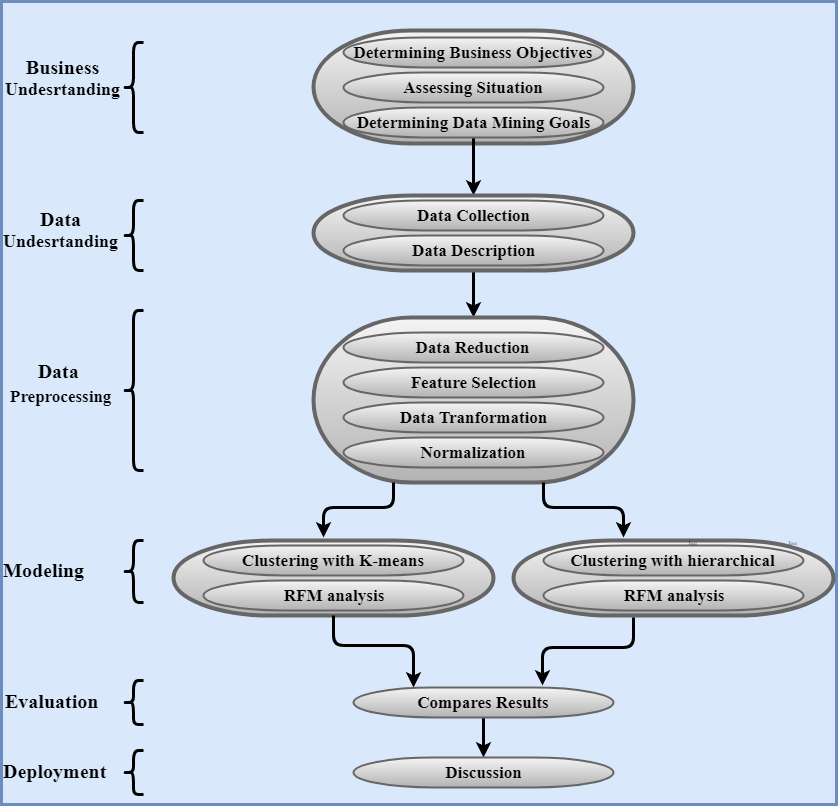 Business
Undesrtanding
Determining Business Objectives
Assessing Situation
Determining Data Mining Goals
Data
Undesrtanding
Data Collection
Data Description
Data
Preprocessing
Data Reduction
Feature Selection
Data Tranformation
Normalization
Modeling
Text
Text
Clustering with K-means
RFM analysis
Clustering with hierarchical
RFM analysis
Evaluation
Compares Results
Deployment
Discussion